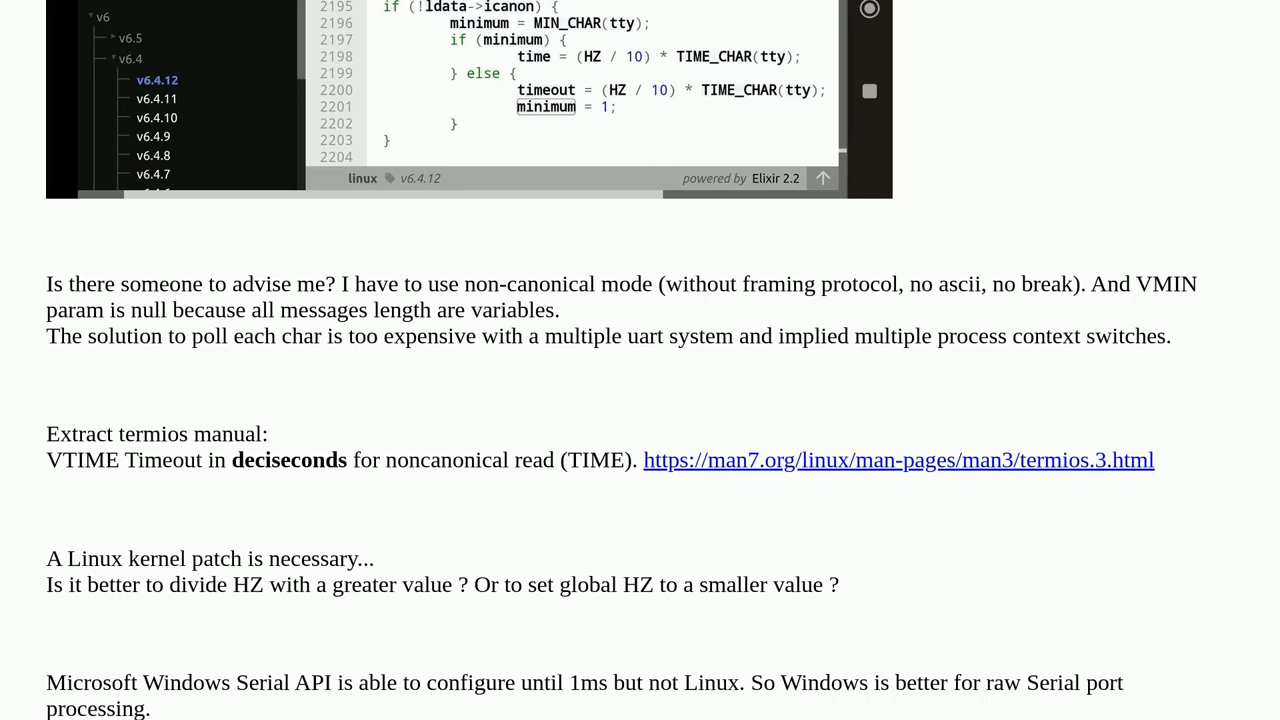 v6
v6.5
v6.4
v6.4.12
v6.4.11
v6.4.10
v6.4.9
v6.4.8
v6.4.7
2195 if (!ldata->icanon) {
2196 minimum = MIN_CHAR(tty);
2197 if (minimum) {
2198 time = (HZ / 10) * TIME_CHAR(tty);
2199 } else {
2200 timeout = (HZ / 10) * TIME_CHAR(tty);
2201 minimum = 1;
2202 }
2203 }
2204
linux v6.4.12 powered by Elixir 2.2
Is there someone to advise me? I have to use non-canonical mode (without framing protocol, no ascii, no break). And VMIN
param is null because all messages length are variables.
The solution to poll each char is too expensive with a multiple uart system and implied multiple process context switches.
Extract termios manual:
VTIME Timeout in deciseconds for noncanonical read (TIME). https://man7.org/linux/man-pages/man3/termios.3.html
A Linux kernel patch is necessary...
Is it better to divide HZ with a greater value ? Or to set global HZ to a smaller value ?
Microsoft Windows Serial API is able to configure until 1ms but not Linux. So Windows is better for raw Serial port
processing.